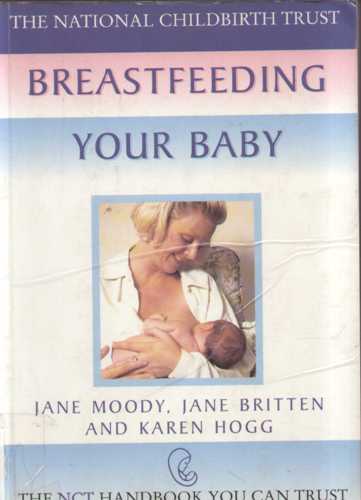 THE NATIONAL CHILDBIRTH TRUST
BREASTFEEDING
YOUR BABY
JANE MOODY, JANE BRITTEN
AND KAREN HOGG
THE NCT HANDBOOK YOU CAN TRUST